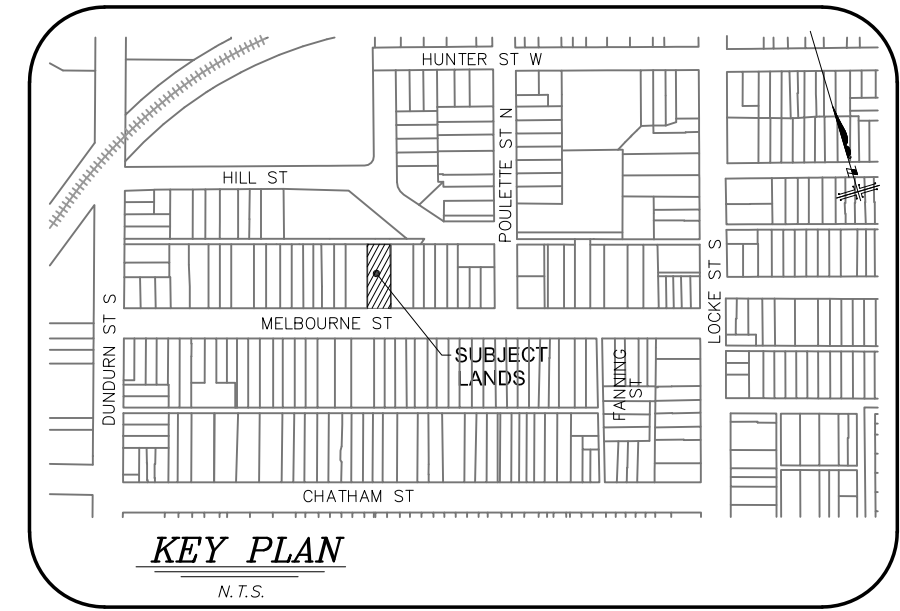 HUNTER ST W
POULETTE ST N
HILL ST
LOCKE ST S
DUNDURN ST S
MELBOURNE ST
SUBJECT
LANDS
FANNING
ST
CHATHAM ST
KEY PLAN
N.T.S.